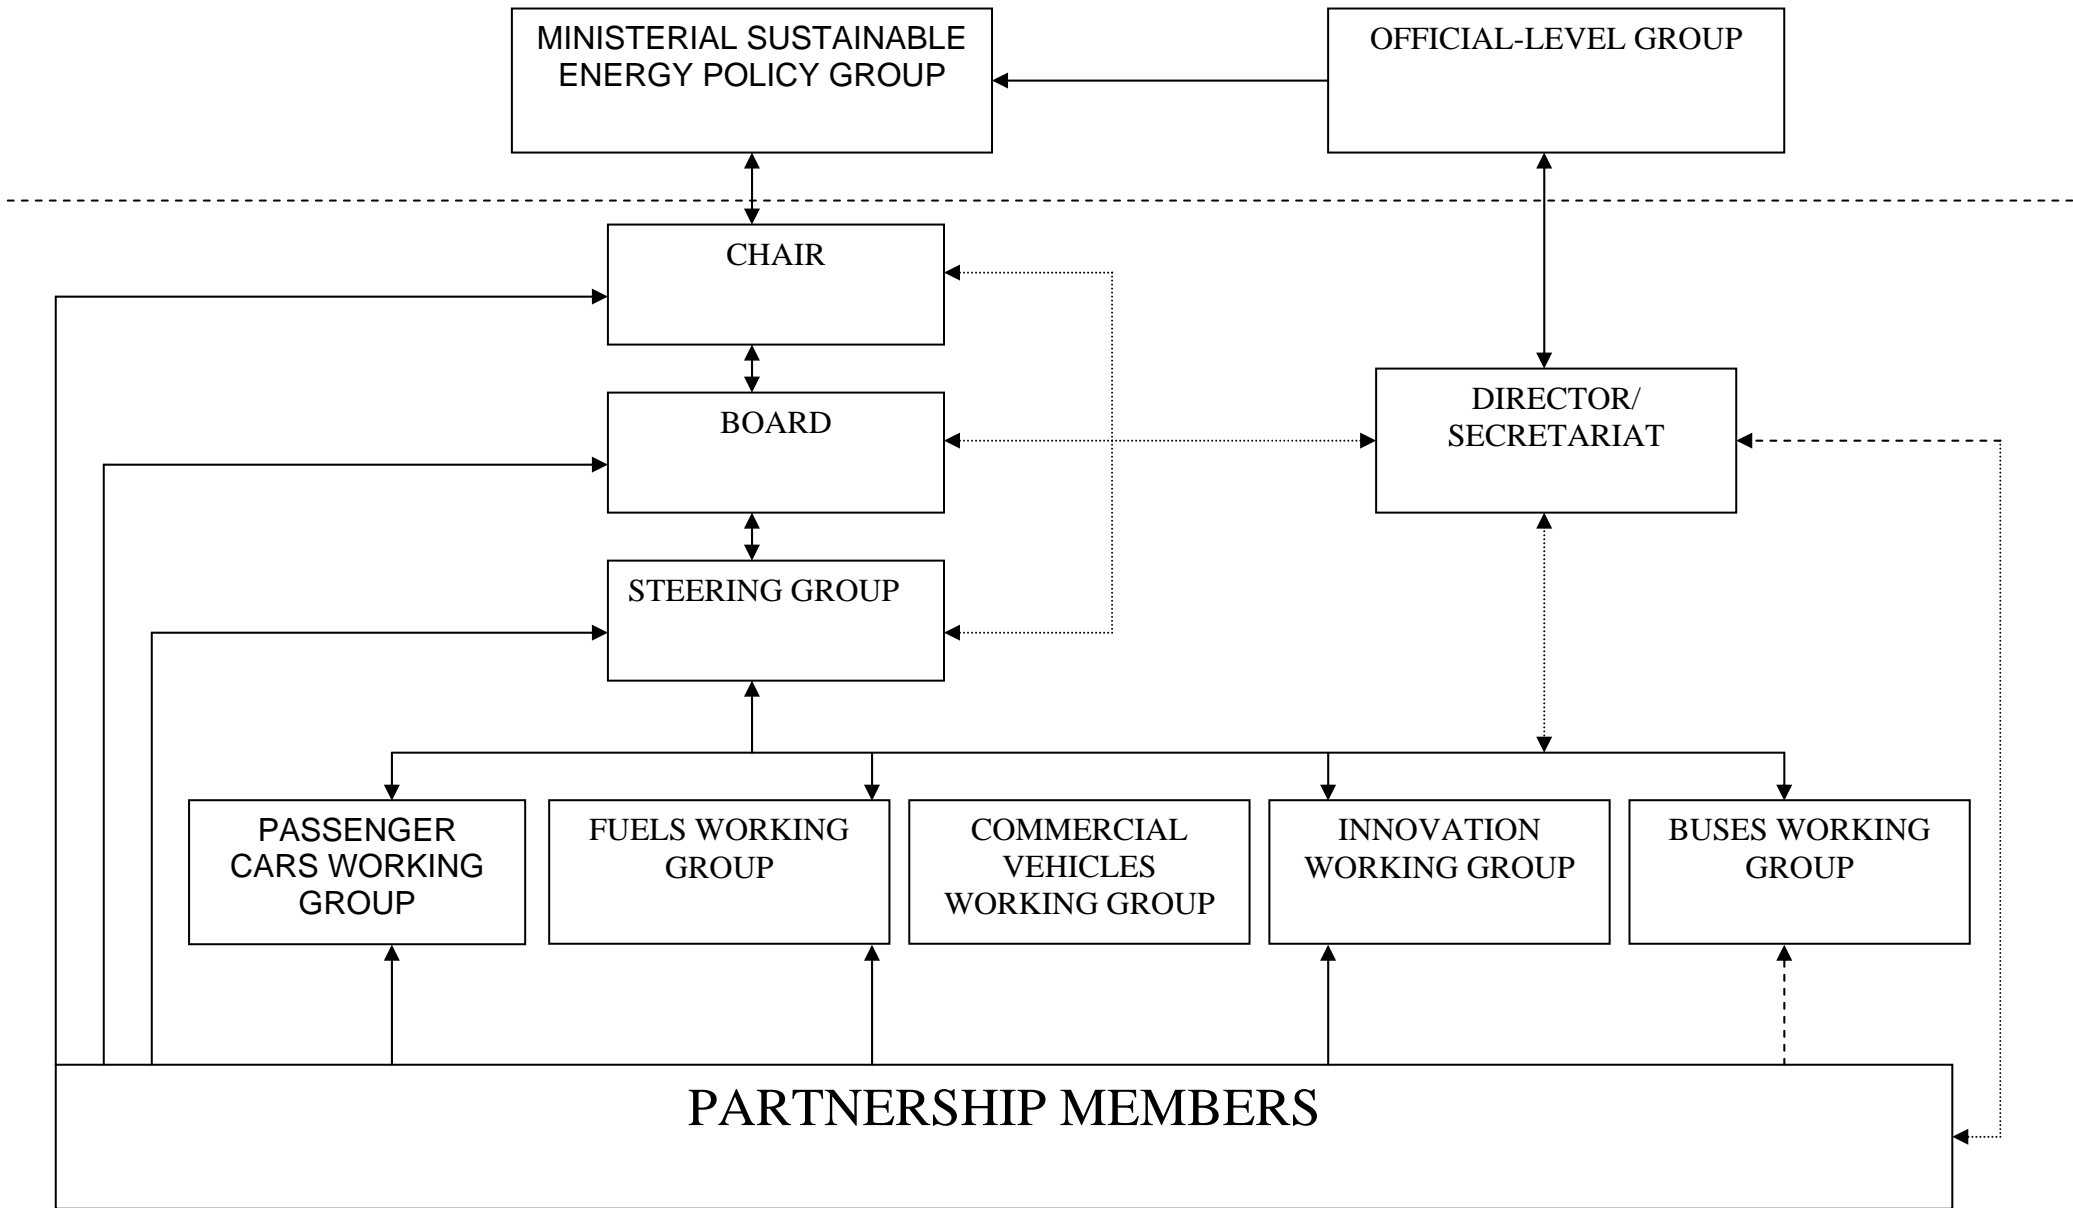 MINISTERIAL SUSTAINABLE
ENERGY POLICY GROUP
OFFICIAL-LEVEL GROUP
CHAIR
BOARD
DIRECTOR/
SECRETARIAT
STEERING GROUP
PASSENGER
CARS WORKING
GROUP
FUELS WORKING
GROUP
COMMERCIAL
VEHICLES
WORKING GROUP
INNOVATION
WORKING GROUP
BUSES WORKING
GROUP
PARTNERSHIP MEMBERS